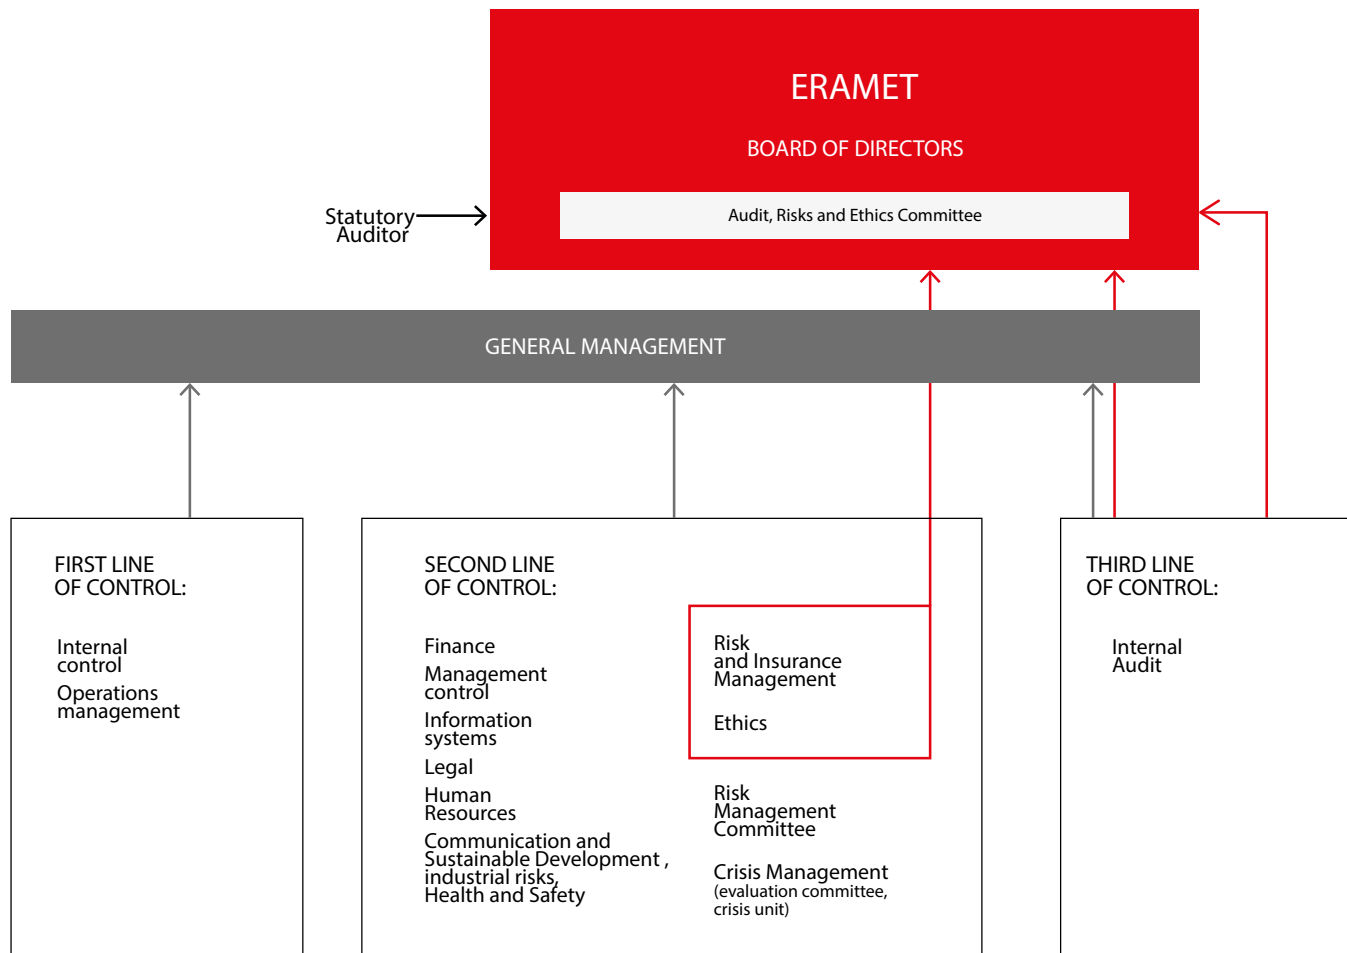 ERAMET
BOARD OF DIRECTORS
Audit, Risks and Ethics Committee
Statutory
Auditor
GENERAL MANAGEMENT
FIRST LINE
OF CONTROL:
Internal
control
Operations
management
SECOND LINE
OF CONTROL:
Finance
Management
control
Information
systems
Legal
Human
Resources
Communication and
Sustainable Development ,
industrial risks,
Health and Safety
Risk
and Insurance
Management
Ethics
Risk
Management
Committee
Crisis Management
(evaluation committee,
crisis unit)
THIRD LINE
OF CONTROL:
Internal
Audit